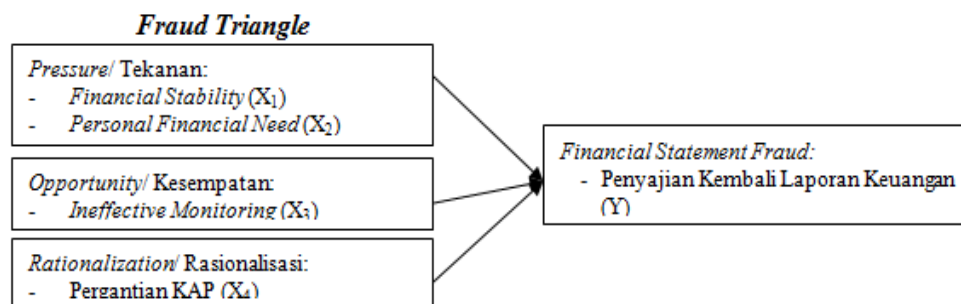 Fraud Triangle
Pressure/ Tekanan:
- Financial Stability (X1)
- Personal Financial Need (X2)
Opportunity/ Kesempatan:
- Ineffective Monitoring (X3)
Rationalization/ Rasionalisasi:
- Pergantian KAP (X4)
Financial Statement Fraud:
- Penyajian Kembali Laporan Keuangan
(Y)